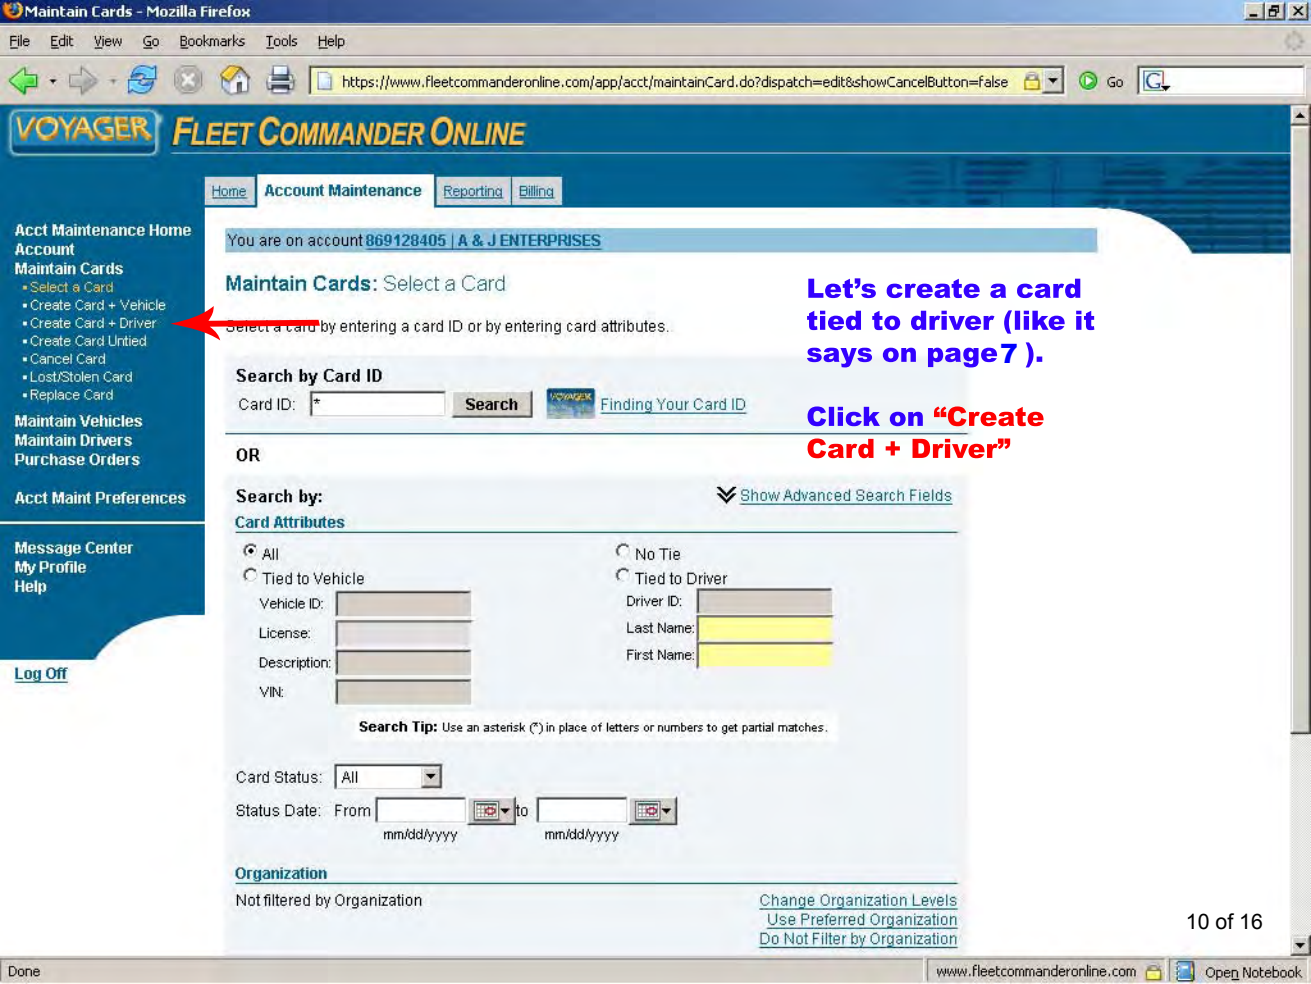 Maintain Cards - Mozilla Firefox
File Edit View Go Bookmarks Tools Help
https://www.fleetcommanderonline.com/app/acct/maintainCard.do?dispatch=edit&showCancelButton=false Go G
VOYAGER FLEET COMMANDER ONLINE
Home Account Maintenance Reporting Billing
Acct Maintenance Home
Account
Maintain Cards
▪Select a Card
▪Create Card + Vehicle
▪Create Card + Driver
▪Create Card Untied
▪Cancel Card
▪Lost/Stolen Card
▪Replace Card
Maintain Vehicles
Maintain Drivers
Purchase Orders
Acct Maint Preferences
Message Center
My Profile
Help
Log Off
You are on account 869128405 | A & J ENTERPRISES
Maintain Cards: Select a Card
Select a card by entering a card ID or by entering card attributes.
Let's create a card
tied to driver (like it
says on page 7 ).
Click on “Create
Card + Driver”
Search by Card ID
Card ID: * Search VOYAGER Finding Your Card ID
OR
Search by: Show Advanced Search Fields
Card Attributes
All No Tie
Tied to Vehicle Tied to Driver
Vehicle ID: Driver ID:
License: Last Name:
Description: First Name:
VIN:
Search Tip: Use an asterisk (*) in place of letters or numbers to get partial matches.
Card Status: All
Status Date: From to
mm/dd/yyyy mm/dd/yyyy
Organization
Not filtered by Organization Change Organization Levels
Use Preferred Organization
Do Not Filter by Organization
10 of 16
Done www.fleetcommanderonline.com Open Notebook